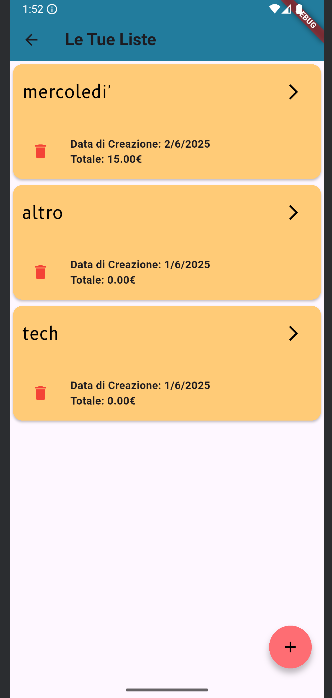 1:52
DEBUG
Le Tue Liste
mercoledi'
Data di Creazione: 2/6/2025
Totale: 15.00€
altro
Data di Creazione: 1/6/2025
Totale: 0.00€
tech
Data di Creazione: 1/6/2025
Totale: 0.00€